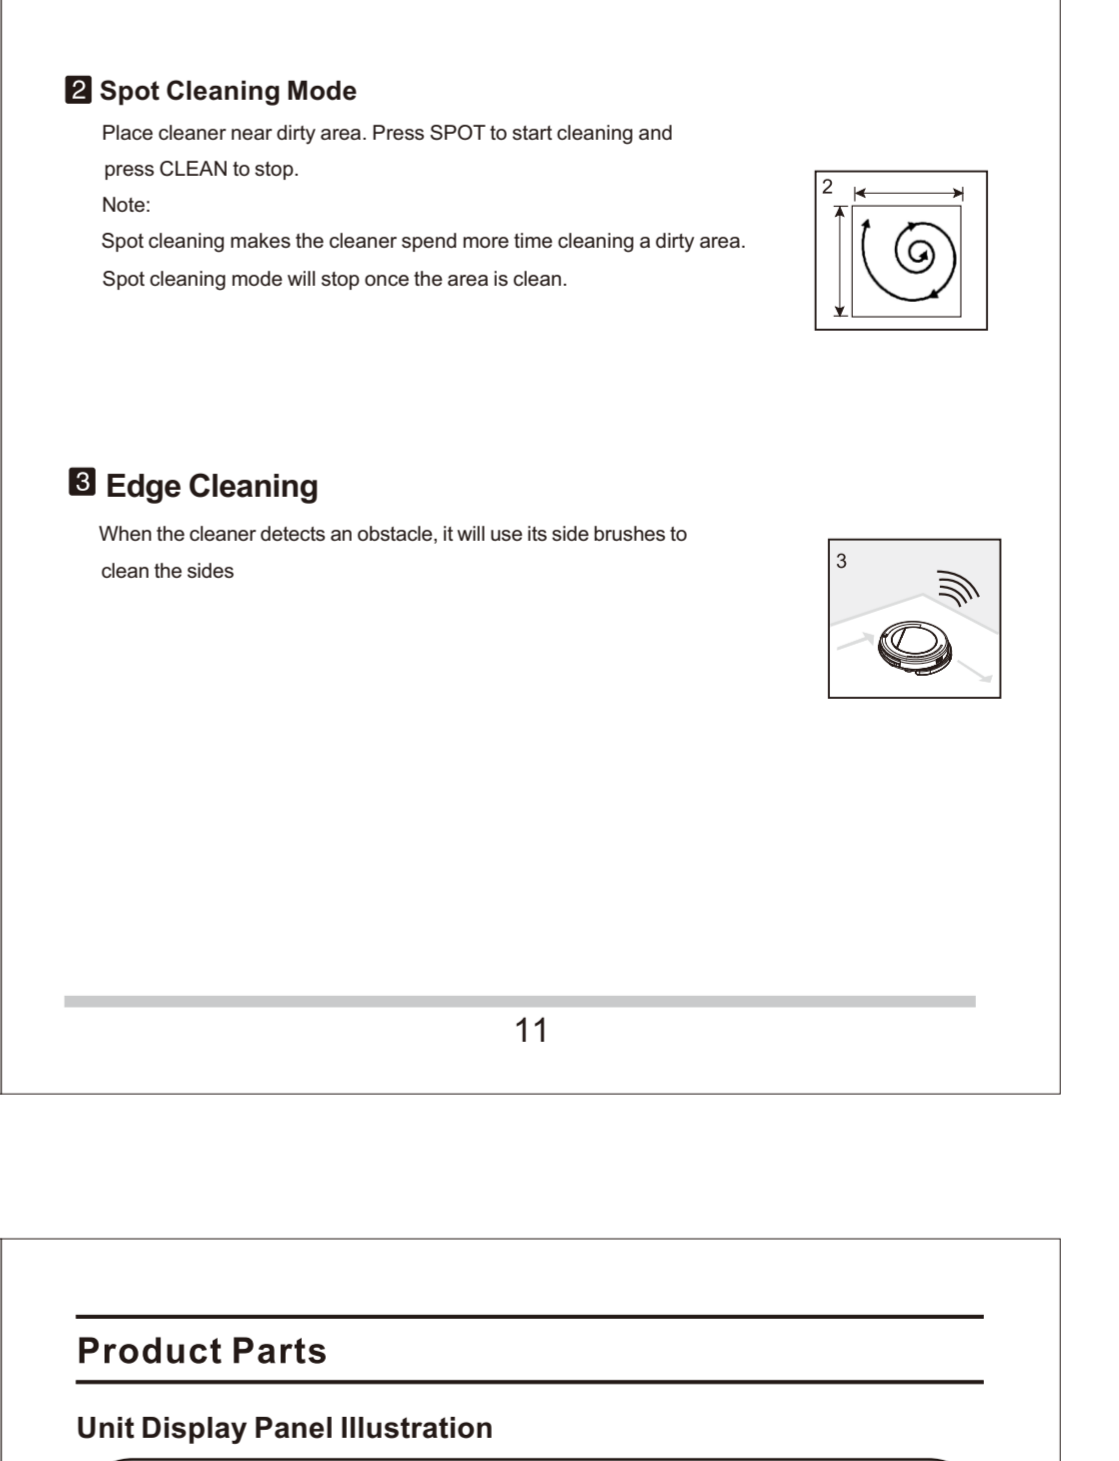 2 Spot Cleaning Mode
Place cleaner near dirty area. Press SPOT to start cleaning and
press CLEAN to stop.
Note:
Spot cleaning makes the cleaner spend more time cleaning a dirty area.
Spot cleaning mode will stop once the area is clean.
2
3 Edge Cleaning
When the cleaner detects an obstacle, it will use its side brushes to
clean the sides
3
11
Product Parts
Unit Display Panel Illustration